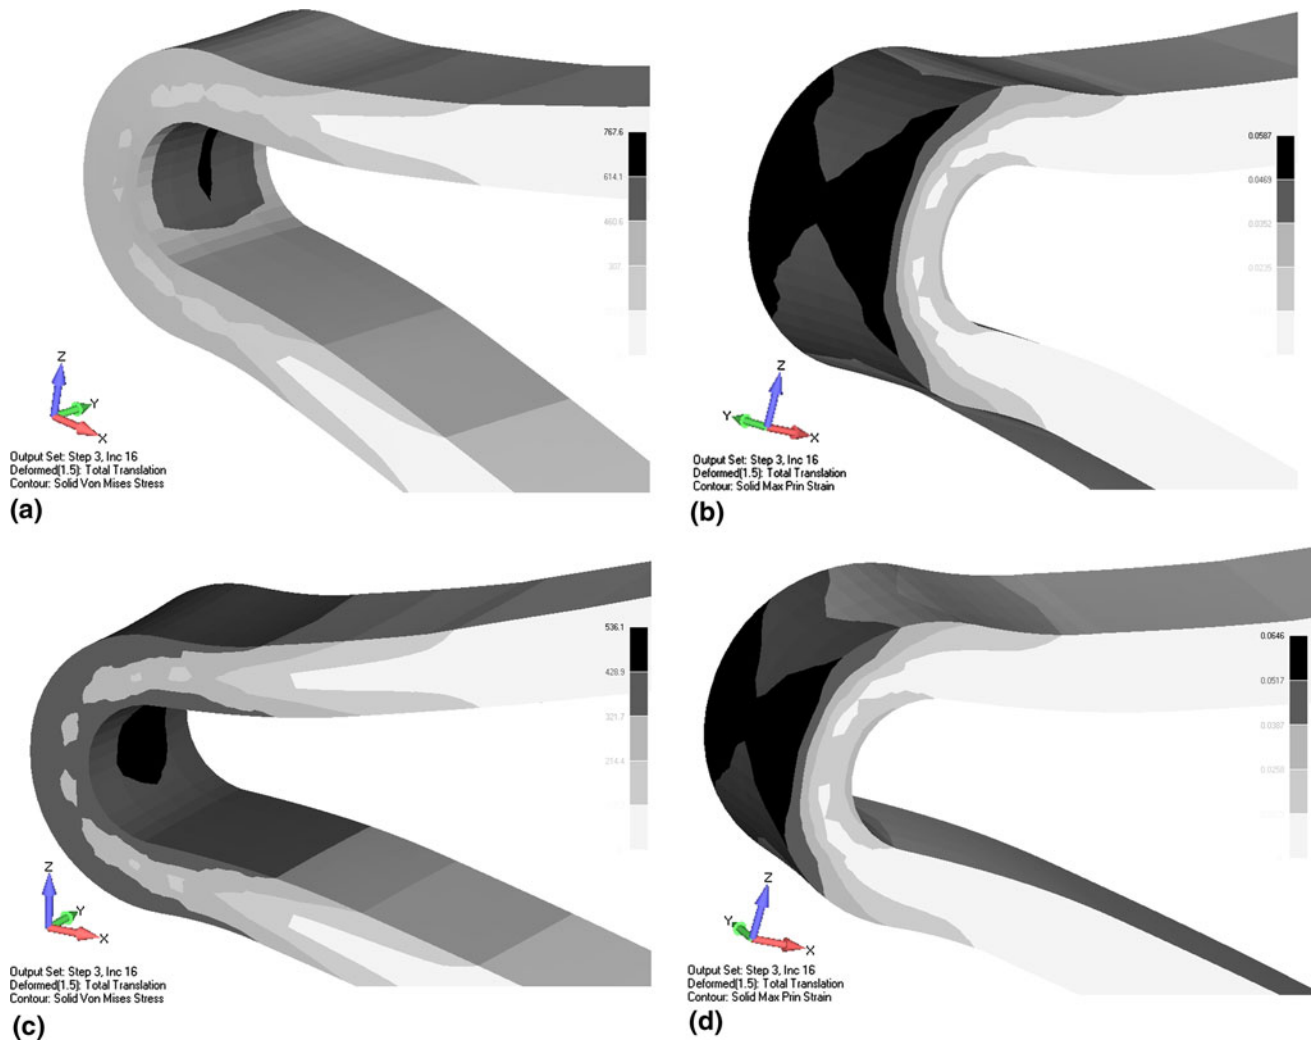 767.6
614.1
460.6
307.
Z
Y
X
Output Set: Step 3, Inc 16
Deformed(1.5): Total Translation
Contour: Solid Von Mises Stress
(a)
0.0587
0.0469
0.0352
0.0235
Z
Y
X
Output Set: Step 3, Inc 16
Deformed(1.5): Total Translation
Contour: Solid Max Prin Strain
(b)
536.1
428.9
321.7
214.4
Z
Y
X
Output Set: Step 3, Inc 16
Deformed(1.5): Total Translation
Contour: Solid Von Mises Stress
(c)
0.0646
0.0517
0.0387
0.0258
Z
Y
X
Output Set: Step 3, Inc 16
Deformed(1.5): Total Translation
Contour: Solid Max Prin Strain
(d)